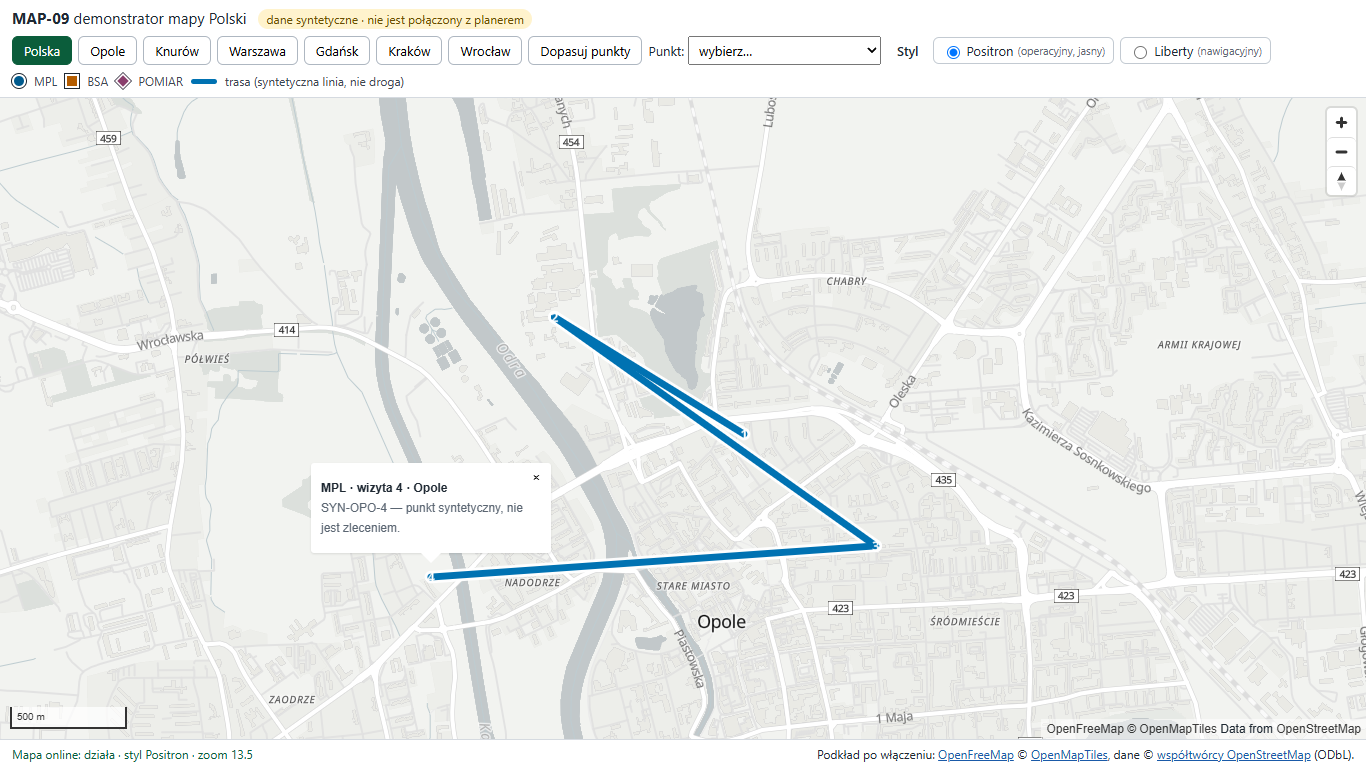 MAP-09 demonstrator mapy Polski dane syntetyczne · nie jest połączony z planerem
Polska Opole Knurów Warszawa Gdańsk Kraków Wrocław Dopasuj punkty Punkt: wybierz... Styl Positron (operacyjny, jasny) Liberty (nawigacyjny)
MPL BSA POMIAR trasa (syntetyczna linia, nie droga)
459
454
Lubos
CHABRY
414
Wrocławska
PÓŁWIEŚ
Odra
ARMII KRAJOWEJ
Oleska
2
1
Kazimierza Sosnkowskiego
435
×
MPL · wizyta 4 · Opole
SYN-OPO-4 — punkt syntetyczny, nie
jest zleceniem.
3
4
NADODRZE
STARE MIASTO
423
423
423
Opole
ŚRÓDMIEŚCIE
Piastowska
ZAODRZE
1 Maja
500 m
OpenFreeMap © OpenMapTiles Data from OpenStreetMap
Mapa online: działa · styl Positron · zoom 13.5 Podkład po włączeniu: OpenFreeMap © OpenMapTiles, dane © współtwórcy OpenStreetMap (ODbL).